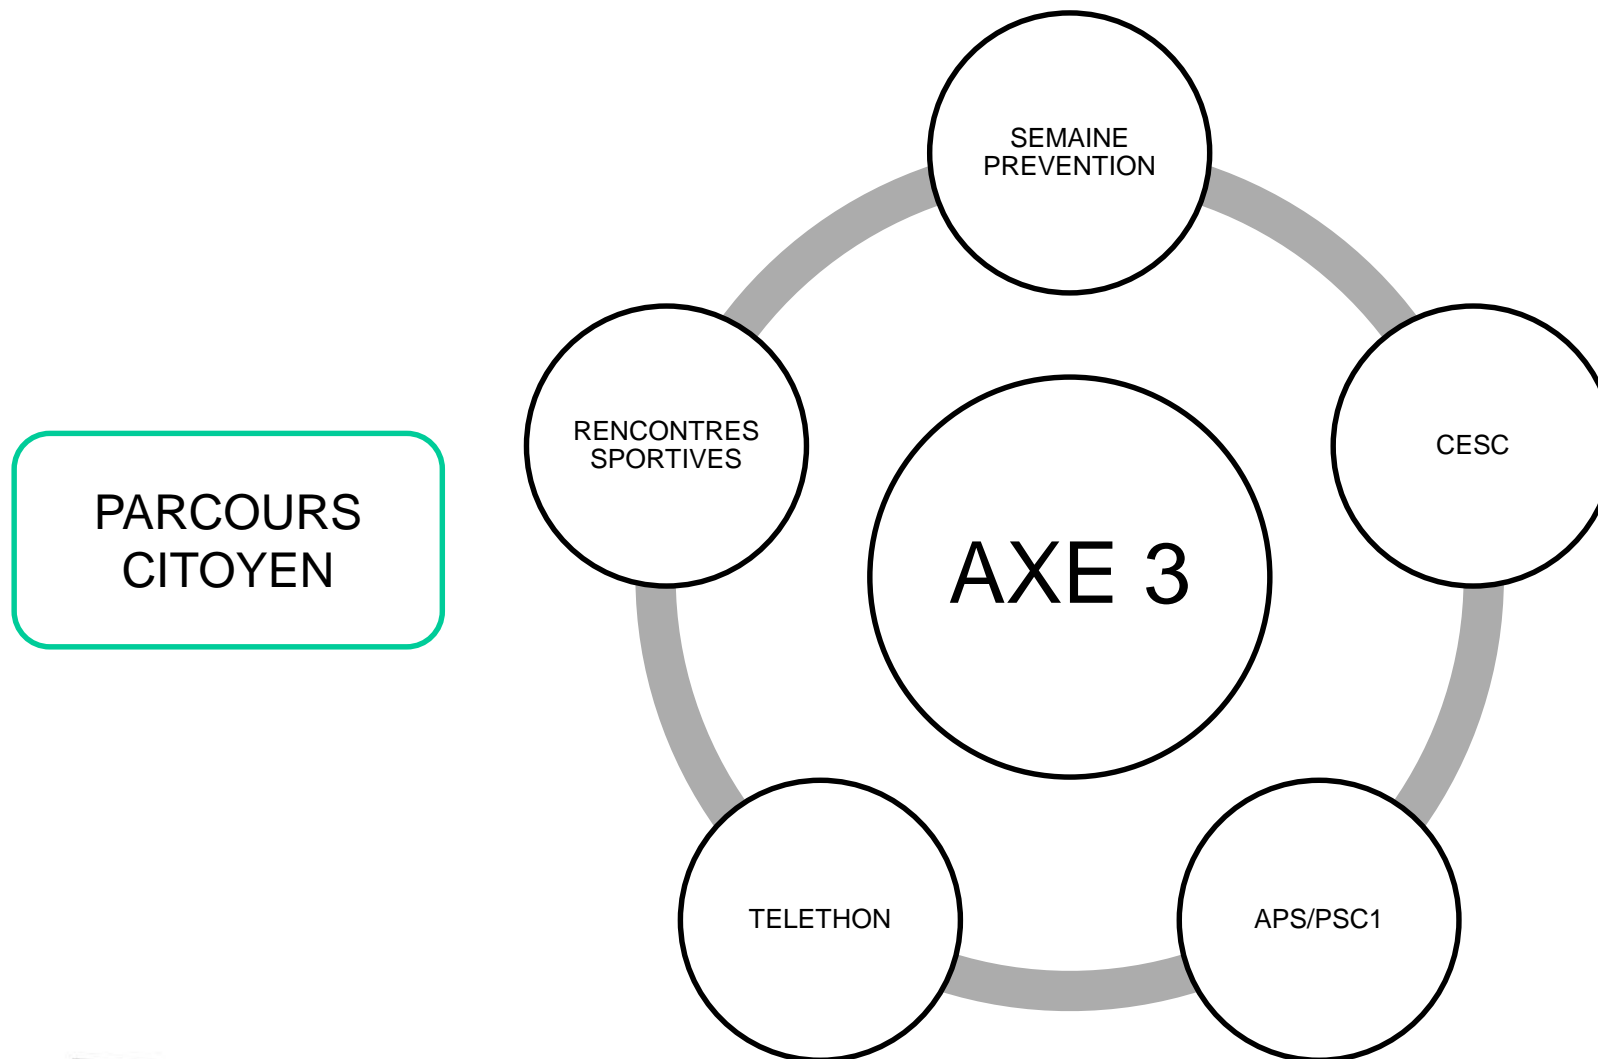 SEMAINE
PREVENTION
RENCONTRES
SPORTIVES
CESC
PARCOURS
CITOYEN
AXE 3
TELETHON
APS/PSC1